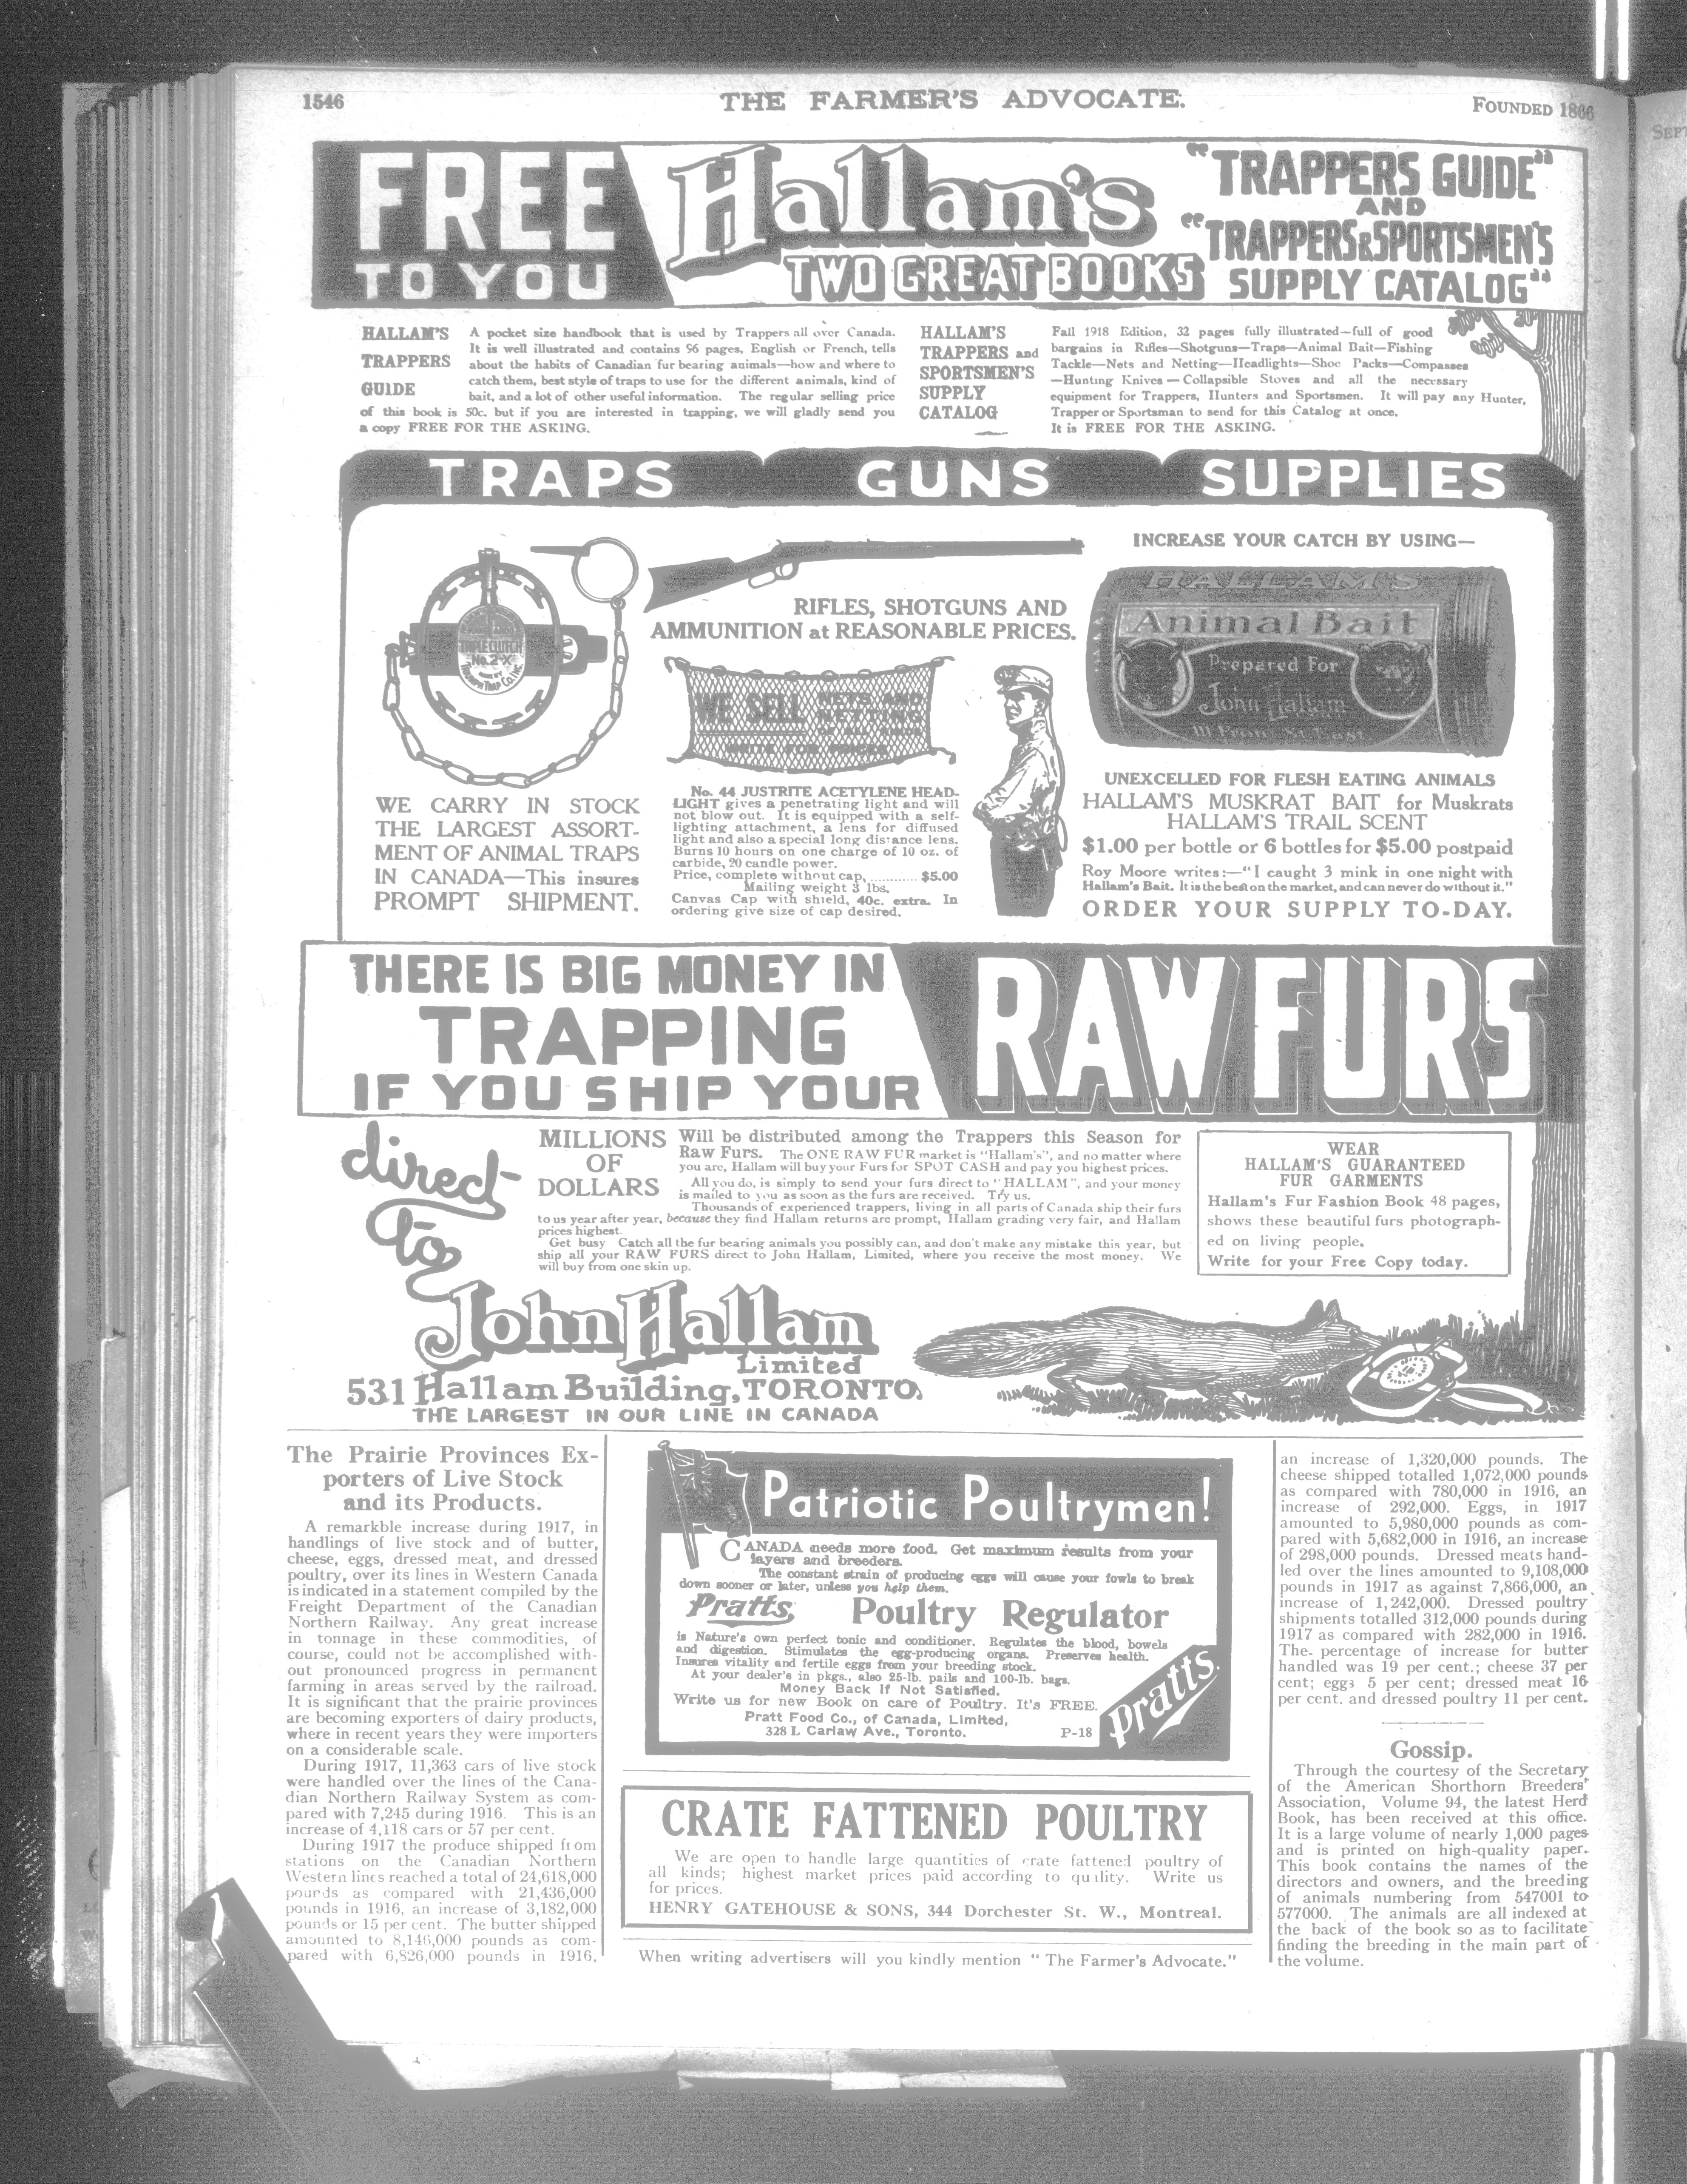 1546
THE FARMER'S ADVOCATE.
FOUNDED 1866
SEPT
FREE
TO YOU
Hallam's
TWO GREAT BOOKS
"TRAPPERS GUIDE"
AND
"TRAPPERS & SPORTSMEN'S
SUPPLY CATALOG"
HALLAM'S
TRAPPERS
GUIDE
A pocket size handbook that is used by Trappers all over Canada.
It is well illustrated and contains 96 pages, English or French, tells
about the habits of Canadian fur bearing animals—how and where to
catch them, best style of traps to use for the different animals, kind of
bait, and a lot of other useful information. The regular selling price
of this book is 50c. but if you are interested in trapping, we will gladly send you
a copy FREE FOR THE ASKING.
HALLAM'S
TRAPPERS and
SPORTSMEN'S
SUPPLY
CATALOG
Fall 1918 Edition, 32 pages fully illustrated—full of good
bargains in Rifles—Shotguns—Traps—Animal Bait—Fishing
Tackle—Nets and Netting—Headlights—Shoe Packs—Compasses
—Hunting Knives—Collapsible Stoves and all the necessary
equipment for Trappers, Hunters and Sportsmen. It will pay any Hunter,
Trapper or Sportsman to send for this Catalog at once.
It is FREE FOR THE ASKING.
TRAPS GUNS SUPPLIES
TRIPLE CLUTCH
No. 2-X
MADE BY
TRIUMPH TRAP CO. INC.
WE CARRY IN STOCK
THE LARGEST ASSORT-
MENT OF ANIMAL TRAPS
IN CANADA—This insures
PROMPT SHIPMENT.
RIFLES, SHOTGUNS AND
AMMUNITION at REASONABLE PRICES.
WE SELL NETS AND
NETTING
OF ALL KINDS
WRITE FOR PRICES
No. 44 JUSTRITE ACETYLENE HEAD-
LIGHT gives a penetrating light and will
not blow out. It is equipped with a self-
lighting attachment, a lens for diffused
light and also a special long distance lens.
Burns 10 hours on one charge of 10 oz. of
carbide, 20 candle power.
Price, complete without cap, ........... $5.00
Mailing weight 3 lbs.
Canvas Cap with shield, 40c. extra. In
ordering give size of cap desired.
INCREASE YOUR CATCH BY USING—
HALLAM'S
Animal Bait
Prepared For
John Hallam
LIMITED
111 Front St. East.
UNEXCELLED FOR FLESH EATING ANIMALS
HALLAM'S MUSKRAT BAIT for Muskrats
HALLAM'S TRAIL SCENT
$1.00 per bottle or 6 bottles for $5.00 postpaid
Roy Moore writes:—"I caught 3 mink in one night with
Hallam's Bait. It is the best on the market, and can never do without it."
ORDER YOUR SUPPLY TO-DAY.
THERE IS BIG MONEY IN
TRAPPING
IF YOU SHIP YOUR
RAW FURS
direct
to
MILLIONS
OF
DOLLARS
Will be distributed among the Trappers this Season for
Raw Furs. The ONE RAW FUR market is "Hallam's", and no matter where
you are, Hallam will buy your Furs for SPOT CASH and pay you highest prices.
All you do, is simply to send your furs direct to "HALLAM", and your money
is mailed to you as soon as the furs are received. Try us.
Thousands of experienced trappers, living in all parts of Canada ship their furs
to us year after year, because they find Hallam returns are prompt, Hallam grading very fair, and Hallam
prices highest.
Get busy Catch all the fur bearing animals you possibly can, and don't make any mistake this year, but
ship all your RAW FURS direct to John Hallam, Limited, where you receive the most money. We
will buy from one skin up.
WEAR
HALLAM'S GUARANTEED
FUR GARMENTS
Hallam's Fur Fashion Book 48 pages,
shows these beautiful furs photograph-
ed on living people.
Write for your Free Copy today.
John Hallam
Limited
531 Hallam Building, TORONTO.
THE LARGEST IN OUR LINE IN CANADA
The Prairie Provinces Ex-
porters of Live Stock
and its Products.
A remarkble increase during 1917, in
handlings of live stock and of butter,
cheese, eggs, dressed meat, and dressed
poultry, over its lines in Western Canada
is indicated in a statement compiled by the
Freight Department of the Canadian
Northern Railway. Any great increase
in tonnage in these commodities, of
course, could not be accomplished with-
out pronounced progress in permanent
farming in areas served by the railroad.
It is significant that the prairie provinces
are becoming exporters of dairy products,
where in recent years they were importers
on a considerable scale.
During 1917, 11,363 cars of live stock
were handled over the lines of the Cana-
dian Northern Railway System as com-
pared with 7,245 during 1916. This is an
increase of 4,118 cars or 57 per cent.
During 1917 the produce shipped from
stations on the Canadian Northern
Western lines reached a total of 24,618,000
pounds as compared with 21,436,000
pounds in 1916, an increase of 3,182,000
pounds or 15 per cent. The butter shipped
amounted to 8,146,000 pounds as com-
pared with 6,826,000 pounds in 1916,
Patriotic Poultrymen!
CANADA needs more food. Get maximum results from your
layers and breeders.
The constant strain of producing eggs will cause your fowls to break
down sooner or later, unless you help them.
Pratts, Poultry Regulator
is Nature's own perfect tonic and conditioner. Regulates the blood, bowels
and digestion. Stimulates the egg-producing organs. Preserves health.
Insures vitality and fertile eggs from your breeding stock.
At your dealer's in pkgs., also 25-lb. pails and 100-lb. bags.
Money Back If Not Satisfied.
Write us for new Book on care of Poultry. It's FREE.
Pratt Food Co., of Canada, Limited,
328 L Carlaw Ave., Toronto. P-18
Pratts.
CRATE FATTENED POULTRY
We are open to handle large quantities of crate fattened poultry of
all kinds; highest market prices paid according to quality. Write us
for prices.
HENRY GATEHOUSE & SONS, 344 Dorchester St. W., Montreal.
When writing advertisers will you kindly mention "The Farmer's Advocate."
an increase of 1,320,000 pounds. The
cheese shipped totalled 1,072,000 pounds
as compared with 780,000 in 1916, an
increase of 292,000. Eggs, in 1917
amounted to 5,980,000 pounds as com-
pared with 5,682,000 in 1916, an increase
of 298,000 pounds. Dressed meats hand-
led over the lines amounted to 9,108,000
pounds in 1917 as against 7,866,000, an
increase of 1,242,000. Dressed poultry
shipments totalled 312,000 pounds during
1917 as compared with 282,000 in 1916.
The percentage of increase for butter
handled was 19 per cent.; cheese 37 per
cent; eggs 5 per cent; dressed meat 16
per cent. and dressed poultry 11 per cent.
Gossip.
Through the courtesy of the Secretary
of the American Shorthorn Breeders'
Association, Volume 94, the latest Herd
Book, has been received at this office.
It is a large volume of nearly 1,000 pages
and is printed on high-quality paper.
This book contains the names of the
directors and owners, and the breeding
of animals numbering from 547001 to
577000. The animals are all indexed at
the back of the book so as to facilitate
finding the breeding in the main part of
the volume.